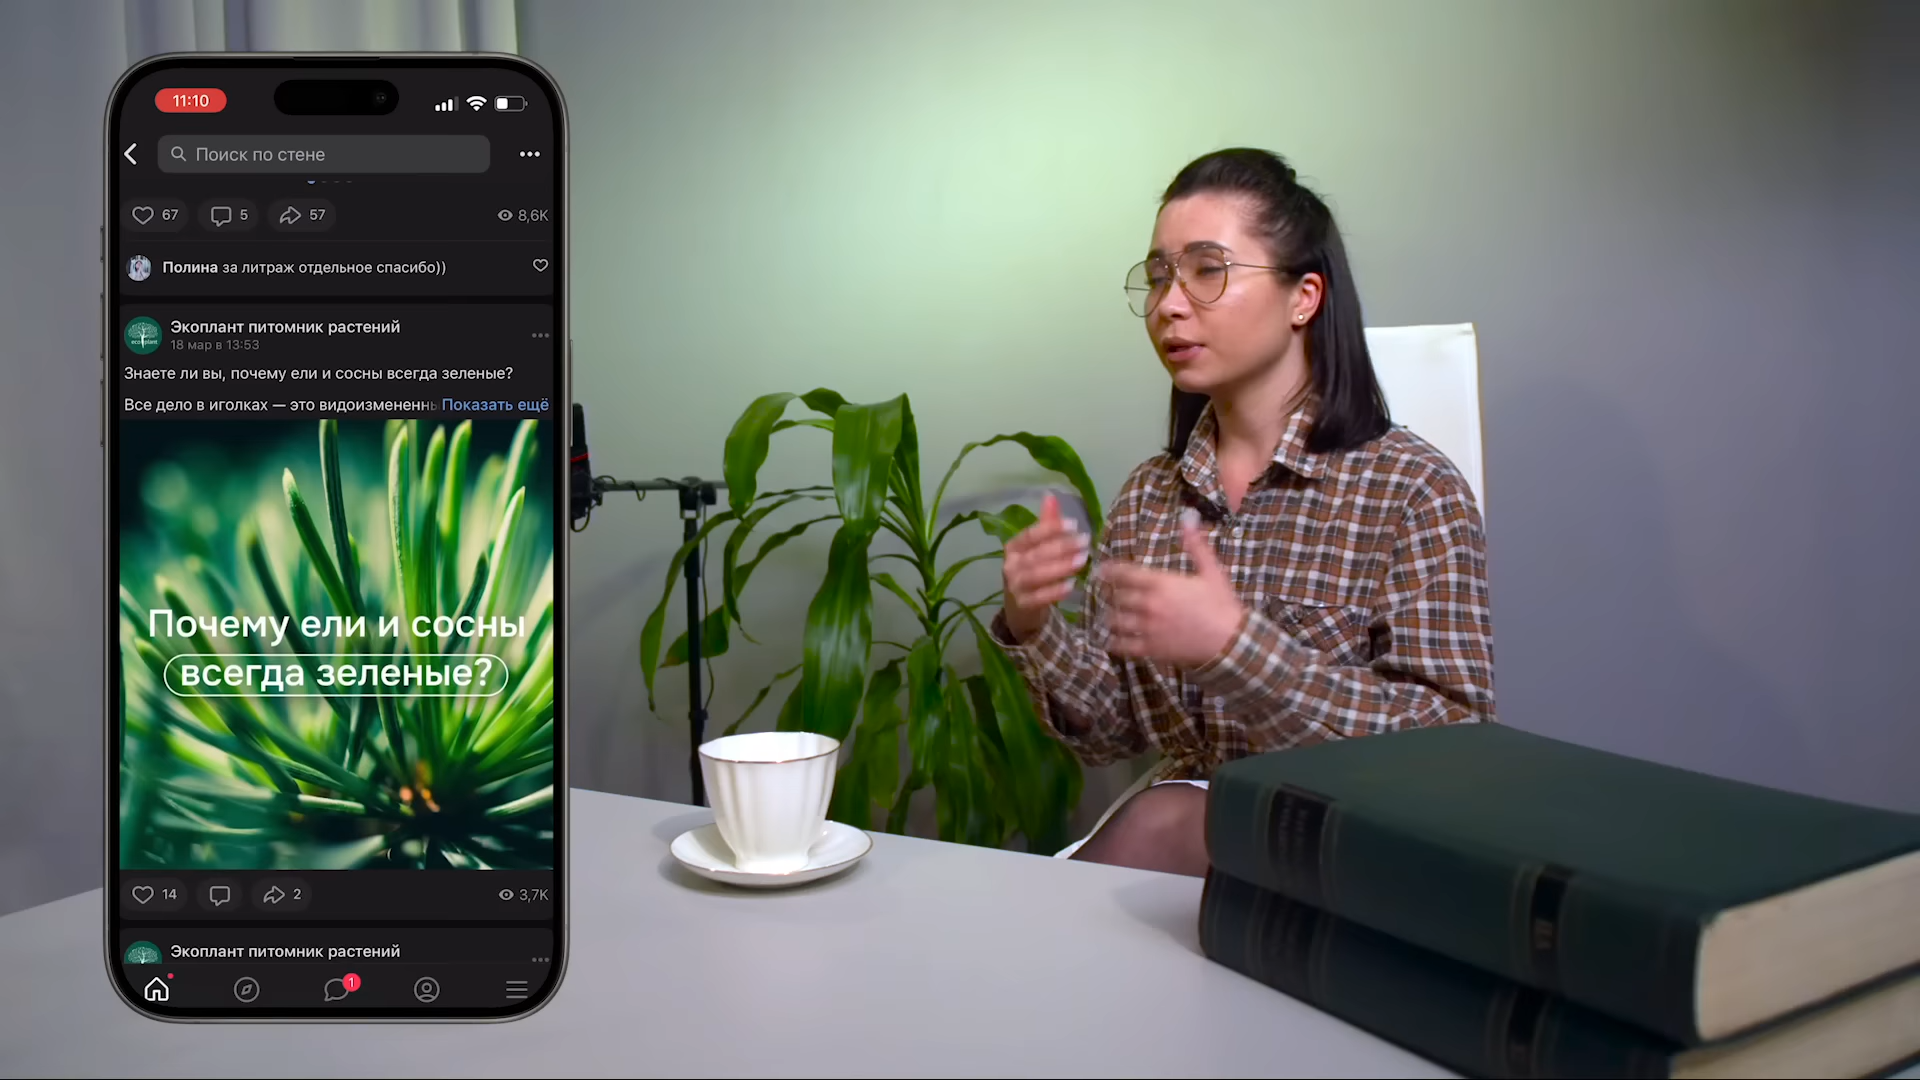 11:10
Поиск по стене
67
5
57
8,6K
Полина за литраж отдельное спасибо))
Экоплант питомник растений
18 мар в 13:53
Знаете ли вы, почему ели и сосны всегда зеленые?
Все дело в иголках — это видоизмененн Показать ещё
Почему ели и сосны
всегда зеленые?
14
2
3,7K
Экоплант питомник растений
1